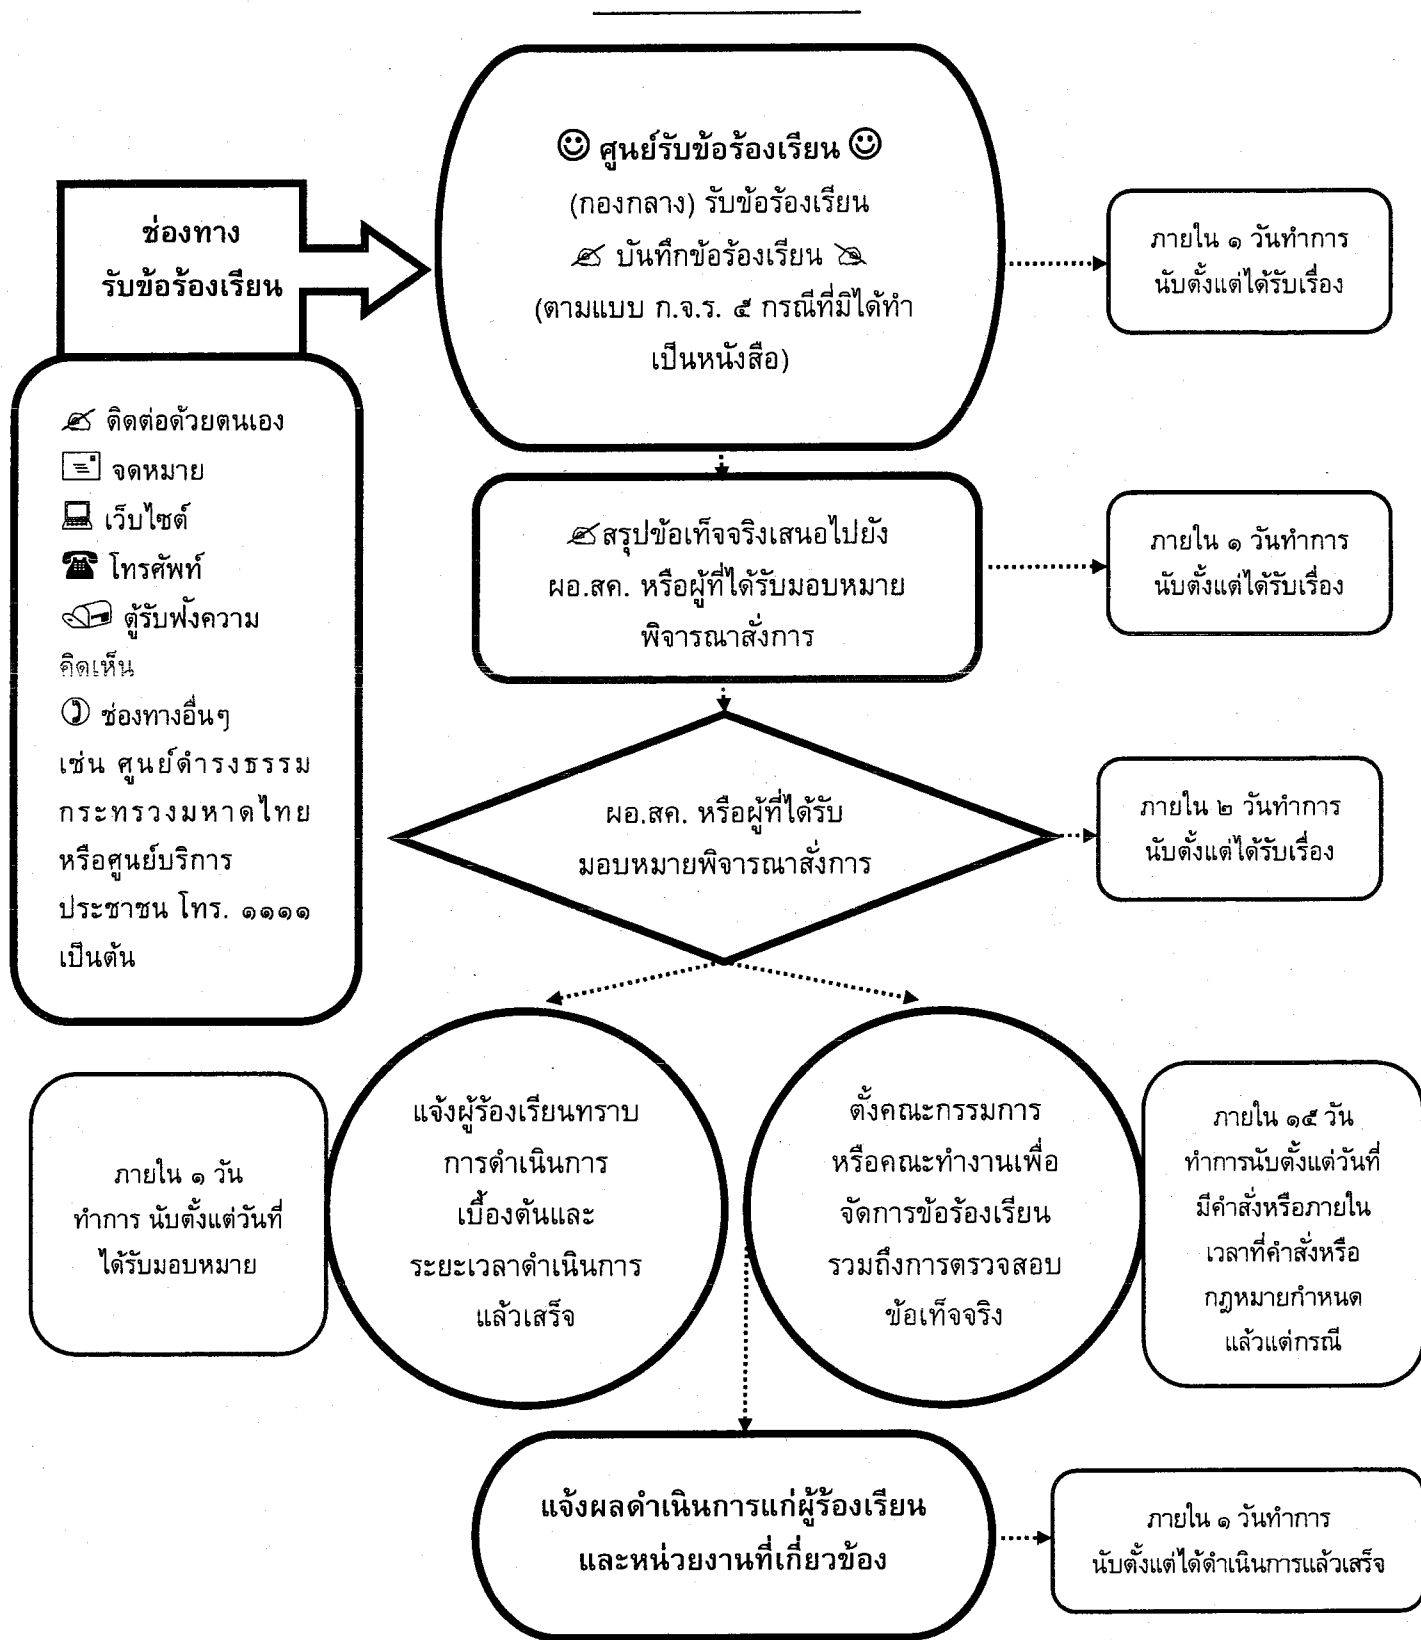 ☺ ศูนย์รับข้อร้องเรียน ☺
(กองกลาง) รับข้อร้องเรียน
บันทึกข้อร้องเรียน
(ตามแบบ ก.จ.ร. ๕ กรณีที่มิได้ทำ
เป็นหนังสือ)
ภายใน ๑ วันทำการ
นับตั้งแต่ได้รับเรื่อง
ช่องทาง
รับข้อร้องเรียน
ติดต่อด้วยตนเอง
จดหมาย
เว็บไซต์
โทรศัพท์
ตู้รับฟังความ
คิดเห็น
ช่องทางอื่นๆ
เช่น ศูนย์ดำรงธรรม
กระทรวงมหาดไทย
หรือศูนย์บริการ
ประชาชน โทร. ๑๑๑๑
เป็นต้น
สรุปข้อเท็จจริงเสนอไปยัง
ผอ.สค. หรือผู้ที่ได้รับมอบหมาย
พิจารณาสั่งการ
ภายใน ๑ วันทำการ
นับตั้งแต่ได้รับเรื่อง
ผอ.สค. หรือผู้ที่ได้รับ
มอบหมายพิจารณาสั่งการ
ภายใน ๒ วันทำการ
นับตั้งแต่ได้รับเรื่อง
ภายใน ๑ วัน
ทำการ นับตั้งแต่วันที่
ได้รับมอบหมาย
แจ้งผู้ร้องเรียนทราบ
การดำเนินการ
เบื้องต้นและ
ระยะเวลาดำเนินการ
แล้วเสร็จ
ตั้งคณะกรรมการ
หรือคณะทำงานเพื่อ
จัดการข้อร้องเรียน
รวมถึงการตรวจสอบ
ข้อเท็จจริง
ภายใน ๑๕ วัน
ทำการนับตั้งแต่วันที่
มีคำสั่งหรือภายใน
เวลาที่คำสั่งหรือ
กฎหมายกำหนด
แล้วแต่กรณี
แจ้งผลดำเนินการแก่ผู้ร้องเรียน
และหน่วยงานที่เกี่ยวข้อง
ภายใน ๑ วันทำการ
นับตั้งแต่ได้ดำเนินการแล้วเสร็จ